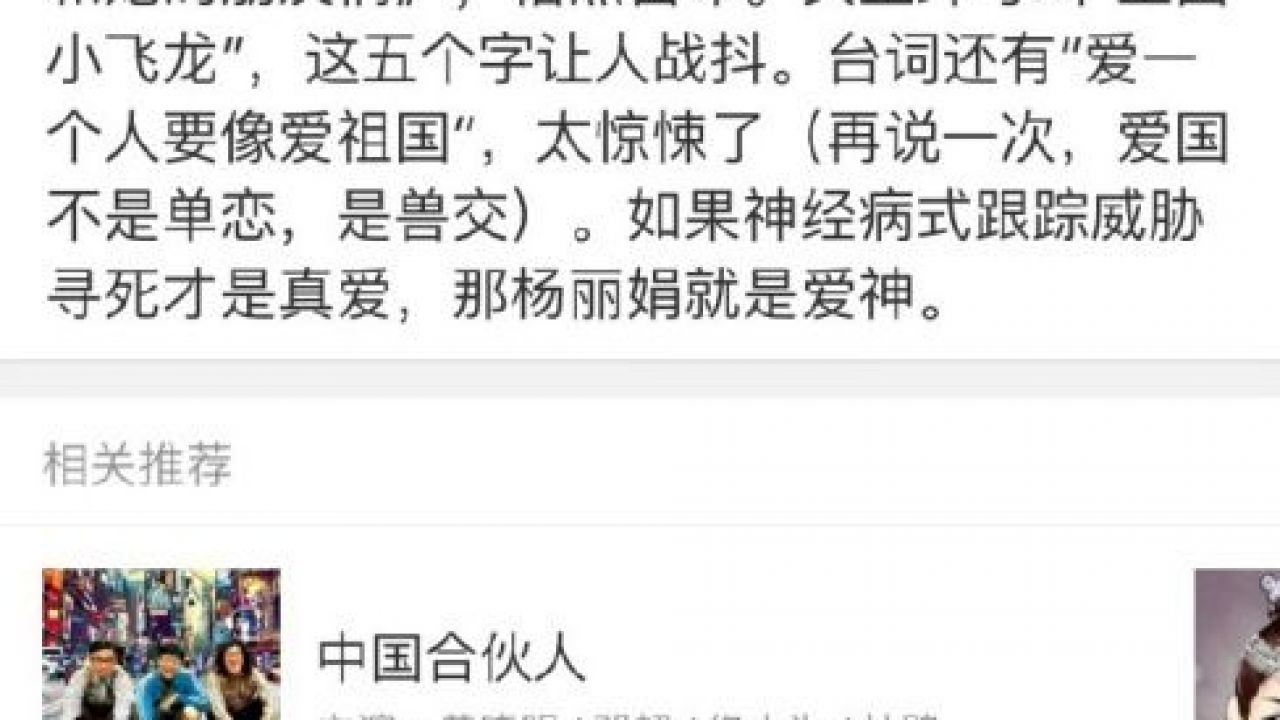 小飞龙”，这五个字让人战抖。台词还有“爱一
个人要像爱祖国“，太惊悚了（再说一次，爱国
不是单恋，是兽交）。如果神经病式跟踪威胁
寻死才是真爱，那杨丽娟就是爱神。
相关推荐
中国合伙人